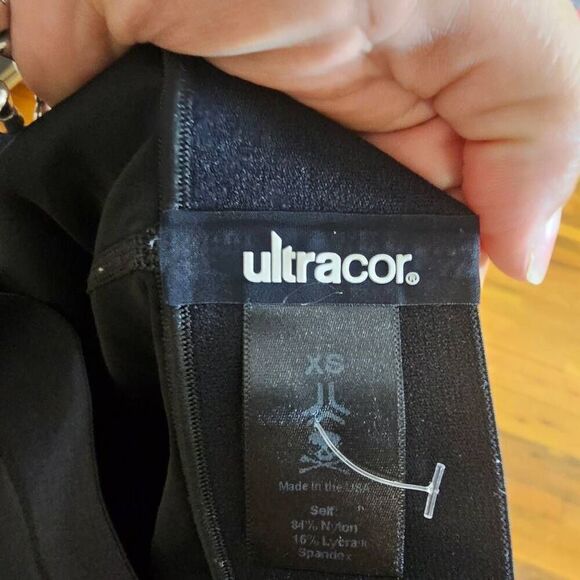 ultracor®
XS
Made in the USA
Self:
84% Nylon
16% Lycra®
Spandex